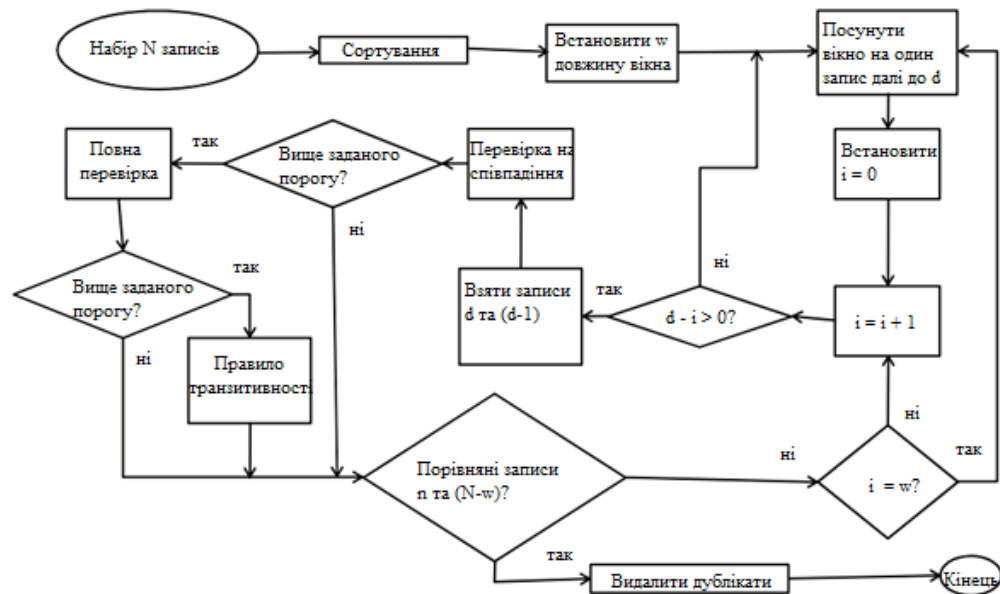 Набір N записів
Сортування
Встановити w
довжину вікна
Посунути
вікно на один
запис далі до d
Повна
перевірка
так
Вище заданого
порогу?
Перевірка на
співпадіння
Встановити
i = 0
ні
Вище заданого
порогу?
так
ні
Правило
транзитивності
Взяти записи
d та (d-1)
так
ні
d - i > 0?
i = i + 1
Порівняні записи
n та (N-w)?
ні
ні
так
i = w?
так
Видалити дублікати
Кінець